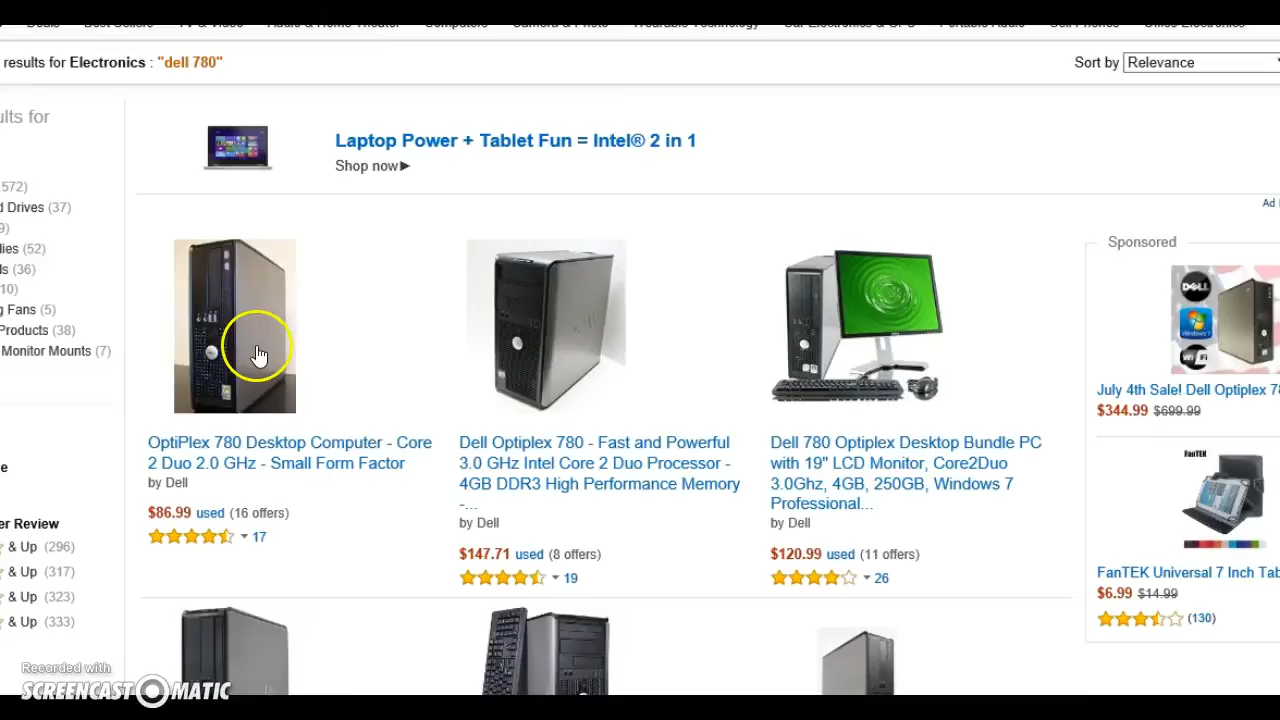 Deals Best Sellers TV & Video Audio & Home Theater Computers Camera & Photo Wearable Technology Car Electronics & GPS Portable Audio Cell Phones Office Electronics
results for Electronics : "dell 780"
Sort by Relevance
ults for
572)
d Drives (37)
9)
lies (52)
ds (36)
10)
g Fans (5)
Products (38)
Monitor Mounts (7)
e
er Review
& Up (296)
& Up (317)
& Up (323)
& Up (333)
Laptop Power + Tablet Fun = Intel® 2 in 1
Shop now▶
Ad
OptiPlex 780 Desktop Computer - Core
2 Duo 2.0 GHz - Small Form Factor
by Dell
$86.99 used (16 offers)
17
Dell Optiplex 780 - Fast and Powerful
3.0 GHz Intel Core 2 Duo Processor -
4GB DDR3 High Performance Memory
-...
by Dell
$147.71 used (8 offers)
19
Dell 780 Optiplex Desktop Bundle PC
with 19" LCD Monitor, Core2Duo
3.0Ghz, 4GB, 250GB, Windows 7
Professional...
by Dell
$120.99 used (11 offers)
26
Sponsored
DELL
Windows 7
WiFi
July 4th Sale! Dell Optiplex 78
$344.99 $699.99
FanTEK
FanTEK Universal 7 Inch Tab
$6.99 $14.99
(130)
Recorded with
SCREENCAST-O-MATIC